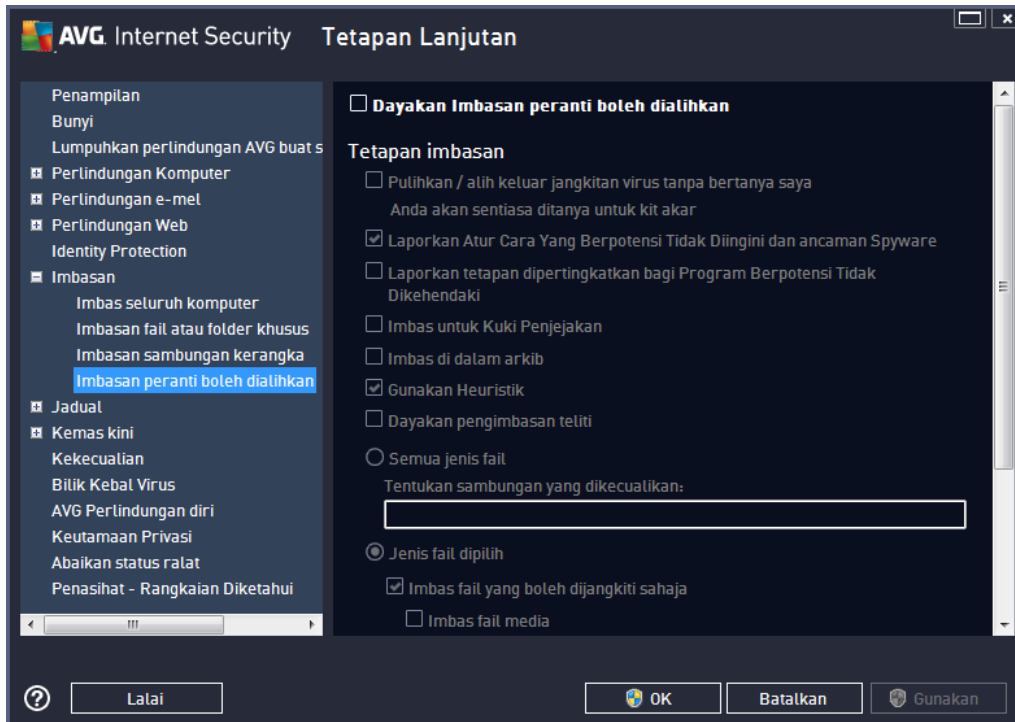 AVG. Internet Security Tetapan Lanjutan
Penampilan
Bunyi
Lumpuhkan perlindungan AVG buat s
Perlindungan Komputer
Perlindungan e-mel
Perlindungan Web
Identity Protection
Imbasan
Imbas seluruh komputer
Imbasan fail atau folder khusus
Imbasan sambungan kerangka
Imbasan peranti boleh dialihkan
Jadual
Kemas kini
Kekecualian
Bilik Kebal Virus
AVG Perlindungan diri
Keutamaan Privasi
Abaikan status ralat
Penasihat - Rangkaian Diketahui
Dayakan Imbasan peranti boleh dialihkan
Tetapan imbasan
Pulihkan / alih keluar jangkitan virus tanpa bertanya saya
Anda akan sentiasa ditanya untuk kit akar
Laporkan Atur Cara Yang Berpotensi Tidak Diingini dan ancaman Spyware
Laporkan tetapan dipertingkatkan bagi Program Berpotensi Tidak
Dikehendaki
Imbas untuk Kuki Penjejakan
Imbas di dalam arkib
Gunakan Heuristik
Dayakan pengimbasan teliti
Semua jenis fail
Tentukan sambungan yang dikecualikan:
Jenis fail dipilih
Imbas fail yang boleh dijangkiti sahaja
Imbas fail media
Lalai
OK
Batalkan
Gunakan